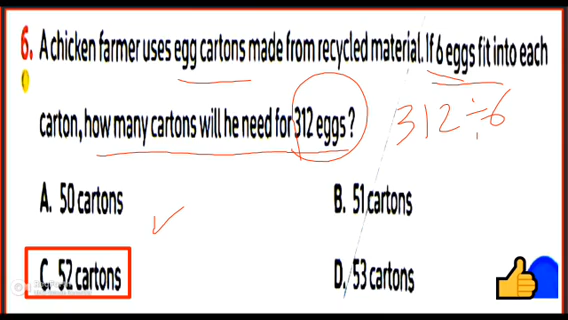 6. A chicken farmer uses egg cartons made from recycled material. If 6 eggs fit into each
carton, how many cartons will he need for 312 eggs?
312 ÷ 6
A. 50 cartons
B. 51 cartons
C. 52 cartons
D. 53 cartons